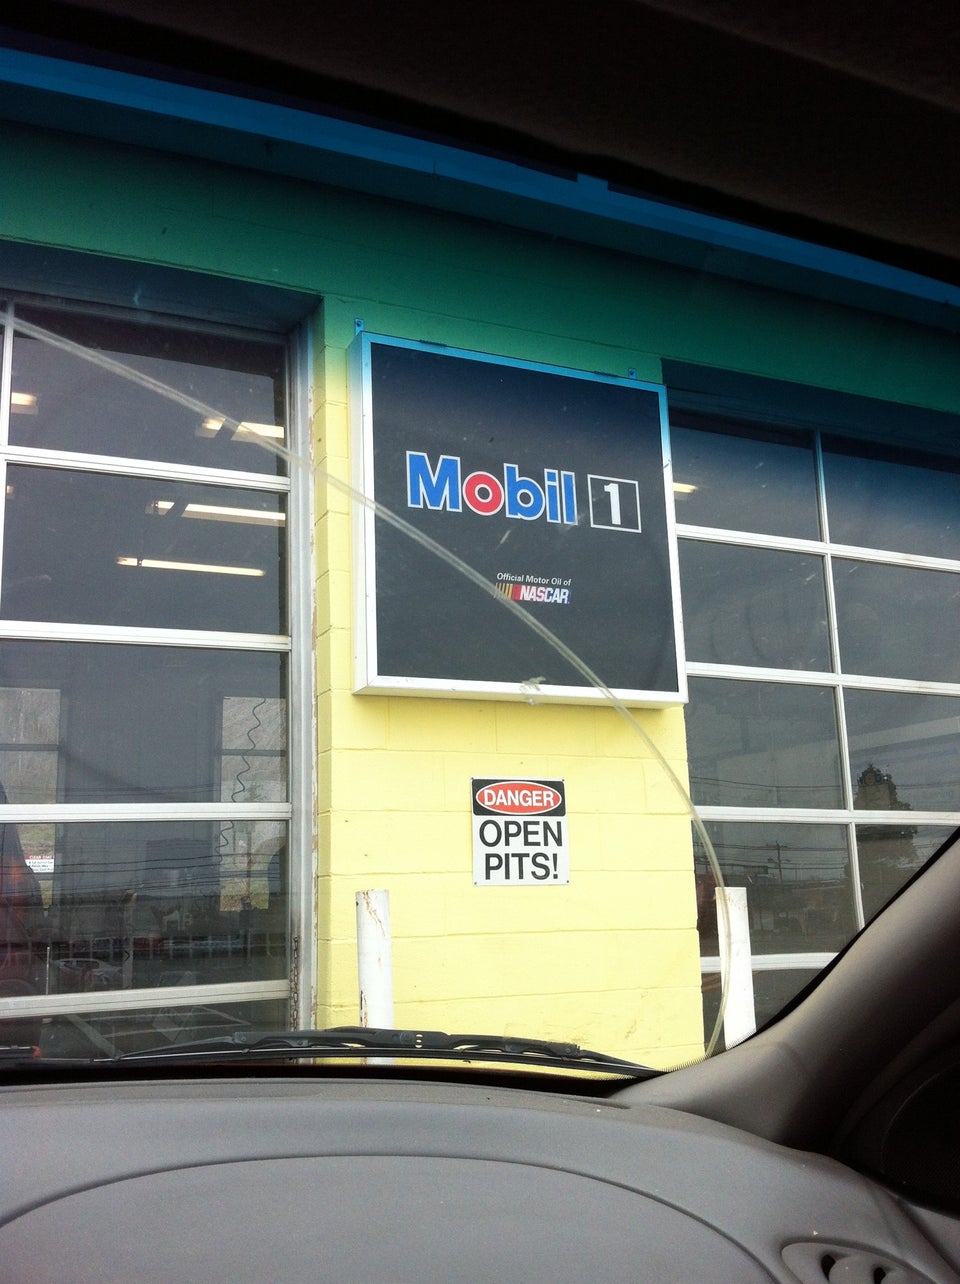 Mobil 1
Official Motor Oil of
NASCAR
DANGER
OPEN
PITS!